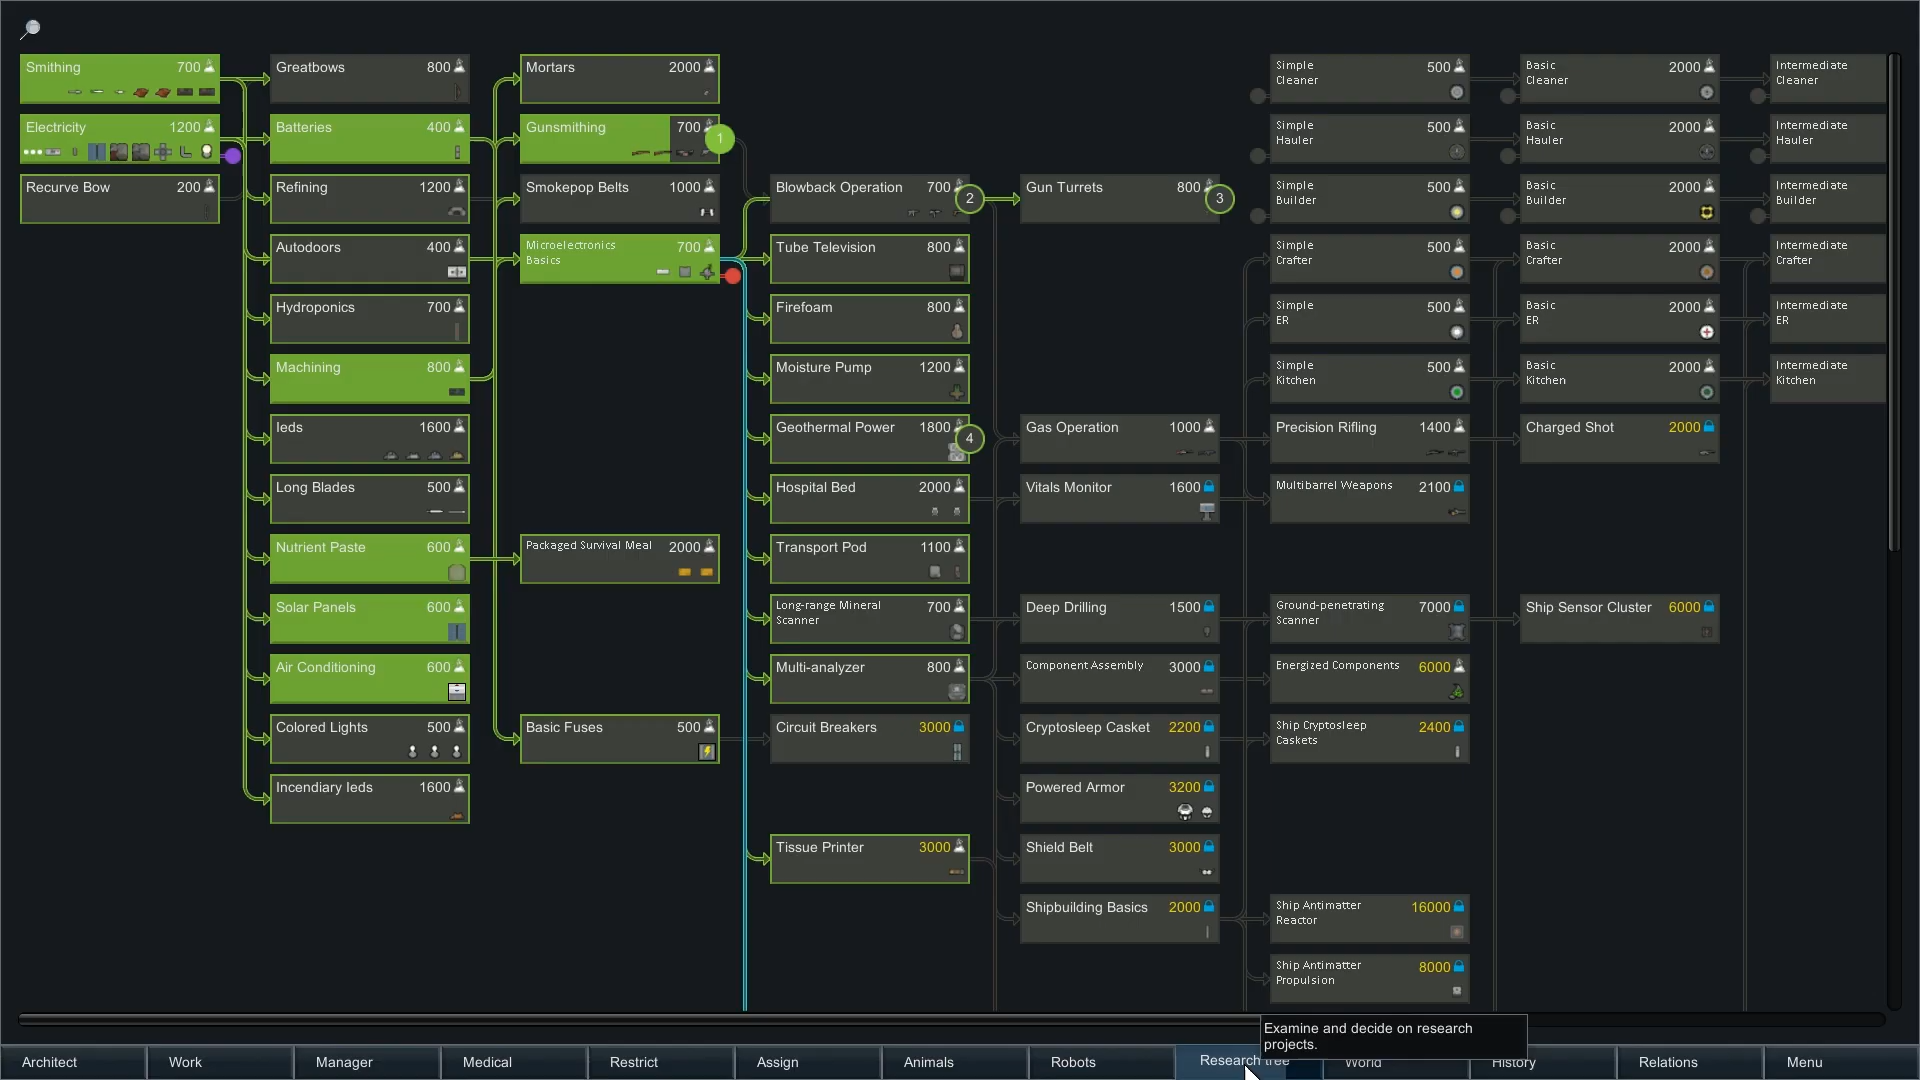 Smithing 700
Greatbows 800
Mortars 2000
Simple Cleaner 500
Basic Cleaner 2000
Intermediate Cleaner
Electricity 1200
Batteries 400
Gunsmithing 700
1
Simple Hauler 500
Basic Hauler 2000
Intermediate Hauler
Recurve Bow 200
Refining 1200
Smokepop Belts 1000
Blowback Operation 700
2
Gun Turrets 800
3
Simple Builder 500
Basic Builder 2000
Intermediate Builder
Autodoors 400
Microelectronics Basics 700
Tube Television 800
Simple Crafter 500
Basic Crafter 2000
Intermediate Crafter
Hydroponics 700
Firefoam 800
Simple ER 500
Basic ER 2000
Intermediate ER
Machining 800
Moisture Pump 1200
Simple Kitchen 500
Basic Kitchen 2000
Intermediate Kitchen
Ieds 1600
Geothermal Power 1800
4
Gas Operation 1000
Precision Rifling 1400
Charged Shot 2000
Long Blades 500
Hospital Bed 2000
Vitals Monitor 1600
Multibarrel Weapons 2100
Nutrient Paste 600
Packaged Survival Meal 2000
Transport Pod 1100
Solar Panels 600
Long-range Mineral Scanner 700
Deep Drilling 1500
Ground-penetrating Scanner 7000
Ship Sensor Cluster 6000
Air Conditioning 600
Multi-analyzer 800
Component Assembly 3000
Energized Components 6000
Colored Lights 500
Basic Fuses 500
Circuit Breakers 3000
Cryptosleep Casket 2200
Ship Cryptosleep Caskets 2400
Incendiary Ieds 1600
Powered Armor 3200
Tissue Printer 3000
Shield Belt 3000
Shipbuilding Basics 2000
Ship Antimatter Reactor 16000
Ship Antimatter Propulsion 8000
Examine and decide on research
projects.
Architect
Work
Manager
Medical
Restrict
Assign
Animals
Robots
Research tree
World
History
Relations
Menu